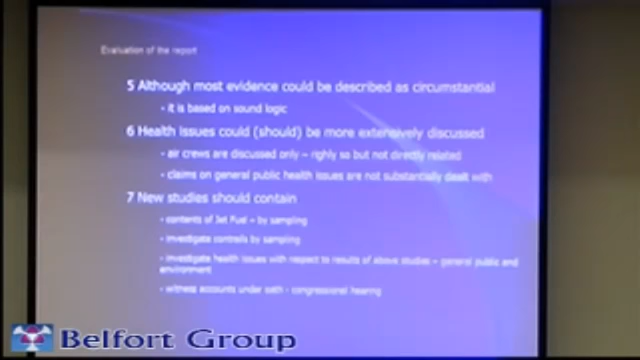 Evaluation of the report
5 Although most evidence could be described as circumstantial
• it is based on sound logic
6 Health issues could (should) be more extensively discussed
• air crews are discussed only – righly so but not directly related
• claims on general public health issues are not substantially dealt with
7 New studies should contain
• contents of Jet Fuel – by sampling
• investigate contrails by sampling
• investigate health issues with respect to results of above studies – general public and
environment
• witness accounts under oath - congressional hearing
Belfort Group